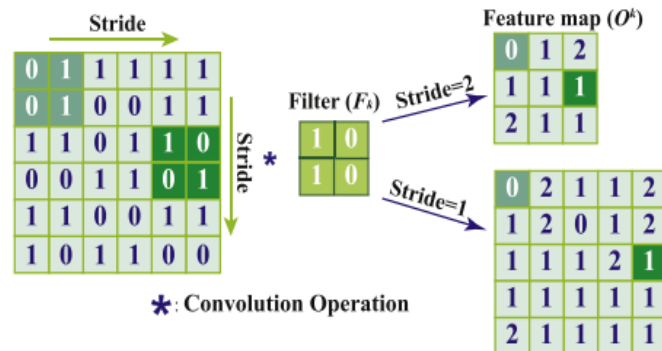 Stride
Feature map (Oᵏ)
0 1 1 1 1 1
0 1 0 0 1 1
1 1 0 1 1 0
0 0 1 1 0 1
1 1 0 0 1 1
1 0 1 1 0 0
Stride
*
Filter (Fₖ)
1 0
1 0
Stride=2
Stride=1
0 1 2
1 1 1
2 1 1
0 2 1 1 2
1 2 0 1 2
1 1 1 2 1
1 1 1 1 1
2 1 1 1 1
* : Convolution Operation